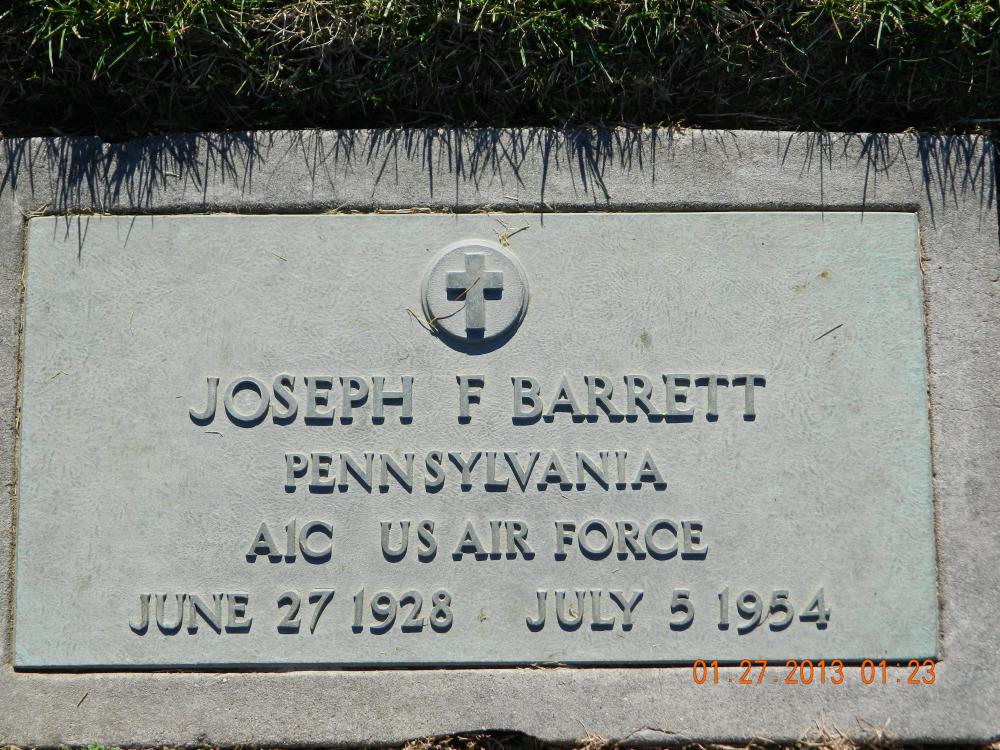 JOSEPH F BARRETT
PENNSYLVANIA
A1C US AIR FORCE
JUNE 27 1928 JULY 5 1954
01.27.2013 01:23